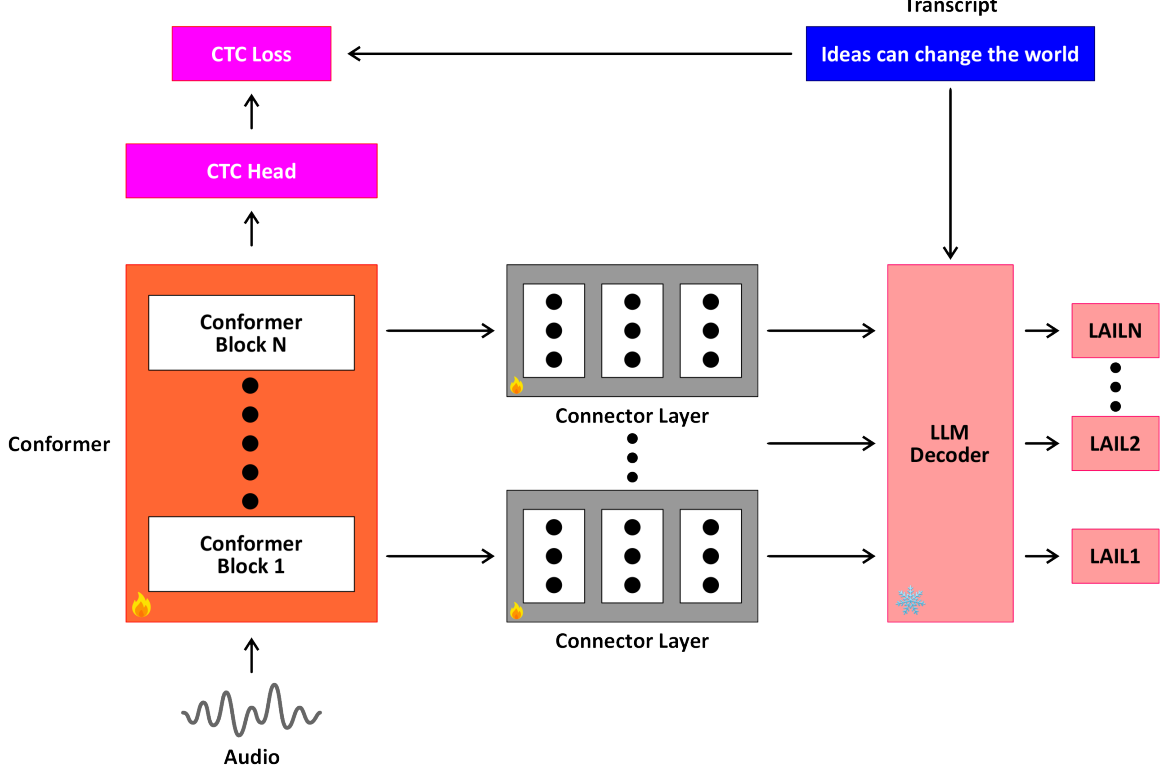 Transcript
CTC Loss
Ideas can change the world
CTC Head
Conformer
Block N
LAILN
Connector Layer
Conformer
LLM
Decoder
LAIL2
Conformer
Block 1
LAIL1
Connector Layer
Audio